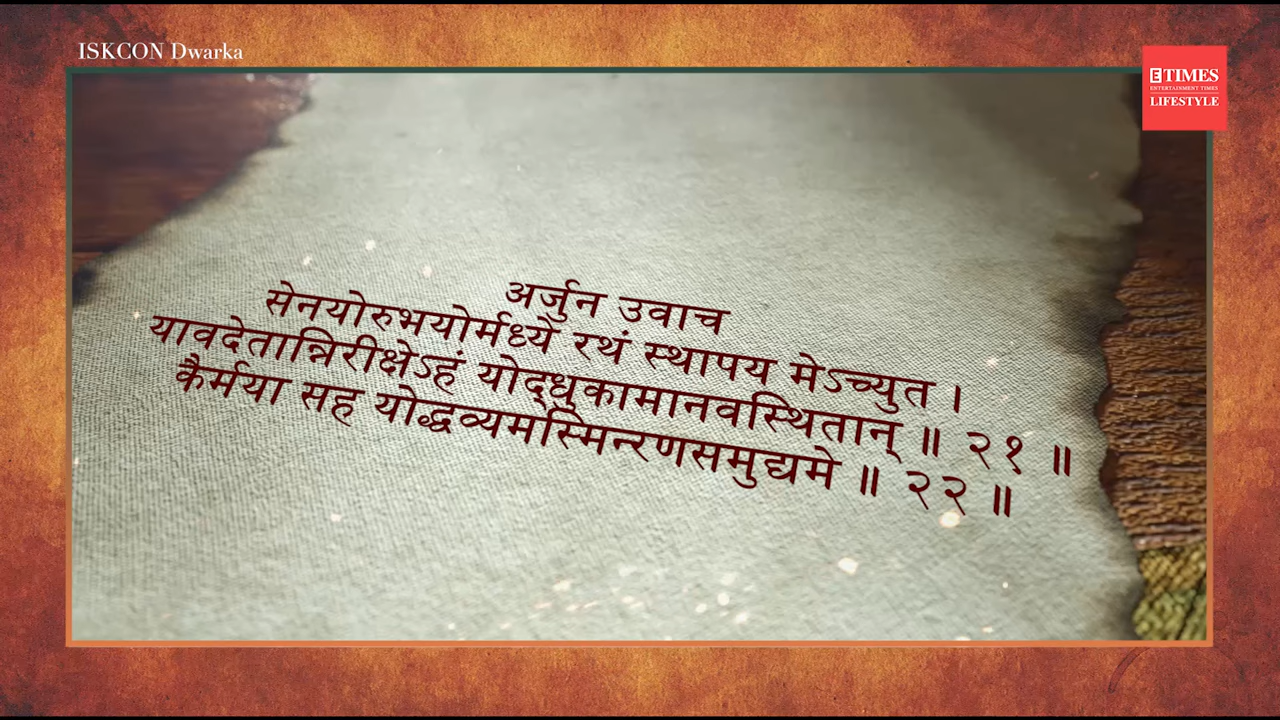 ISKCON Dwarka
E TIMES
ENTERTAINMENT TIMES
LIFESTYLE
अर्जुन उवाच
सेनयोरुभयोर्मध्ये रथं स्थापय मेऽच्युत ।
यावदेतान्निरीक्षेऽहं योद्‌धुकामानवस्थितान् ॥ २१ ॥
कैर्मया सह योद्धव्यमस्मिन्रणसमुद्यमे ॥ २२ ॥